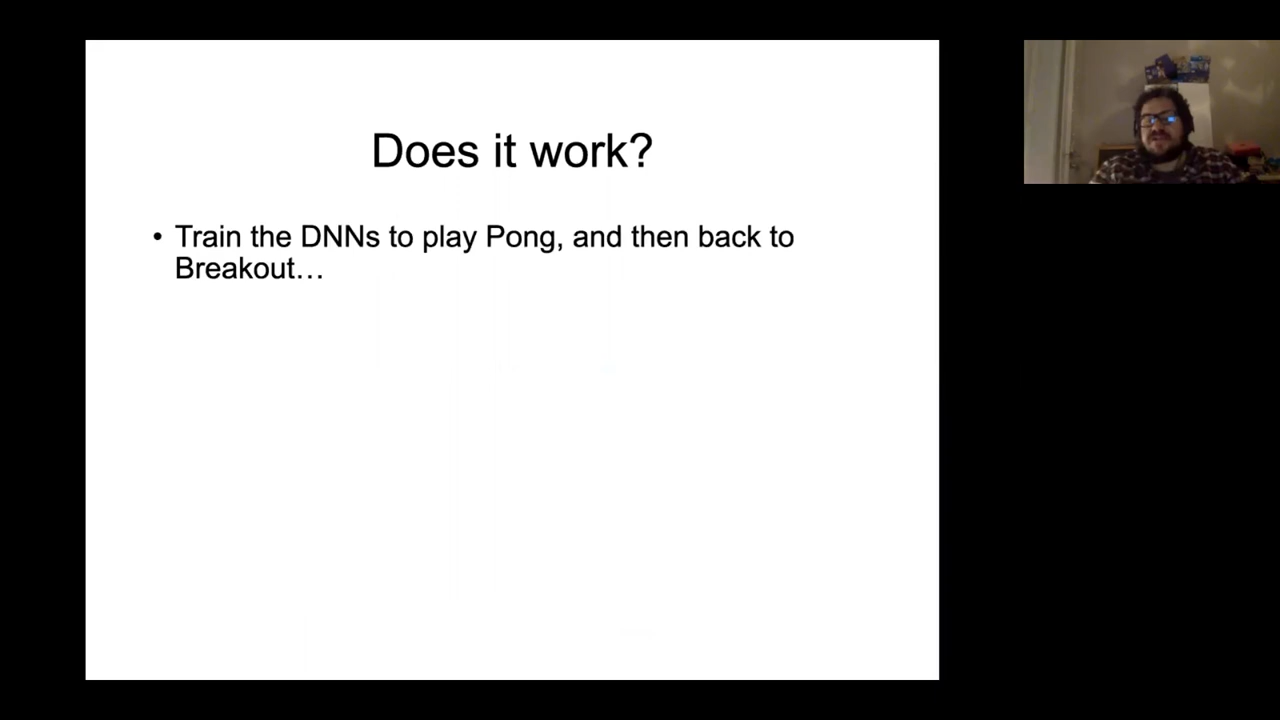 Does it work?
• Train the DNNs to play Pong, and then back to
Breakout…